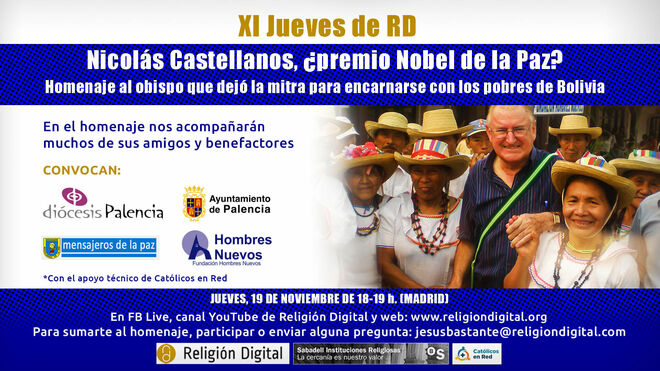 XI Jueves de RD
Nicolás Castellanos, ¿premio Nobel de la Paz?
Homenaje al obispo que dejó la mitra para encarnarse con los pobres de Bolivia
En el homenaje nos acompañarán
muchos de sus amigos y benefactores
CONVOCAN:
diócesis Palencia
Ayuntamiento
de Palencia
mensajeros de la paz
Hombres
Nuevos
Fundación Hombres Nuevos
*Con el apoyo técnico de Católicos en Red
JUEVES, 19 DE NOVIEMBRE DE 18-19 h. (MADRID)
En FB Live, canal YouTube de Religión Digital y web: www.religiondigital.org
Para sumarte al homenaje, participar o enviar alguna pregunta: jesusbastante@religiondigital.com
Religión Digital
Sabadell Instituciones Religiosas
La cercanía es nuestro valor
Católicos
en Red